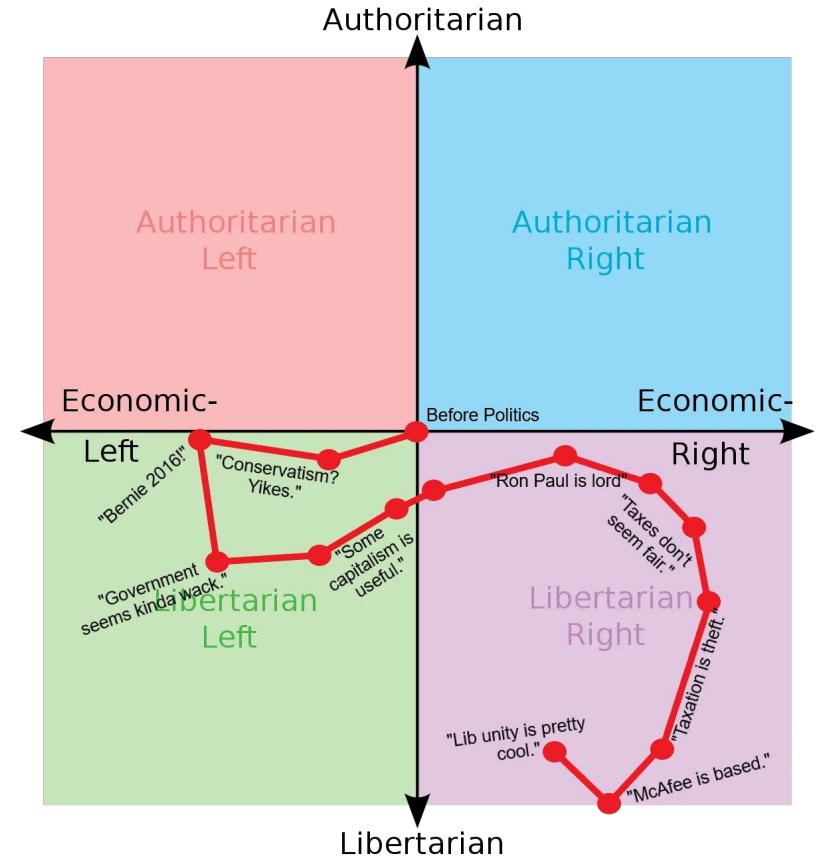 Authoritarian
Authoritarian
Left
Authoritarian
Right
Economic-
Left
Economic-
Right
Before Politics
"Conservatism?
Yikes."
"Bernie 2016!"
"Government
seems kinda wack."
"Some
capitalism is
useful."
"Ron Paul is lord"
"Taxes don't
seem fair."
Libertarian
Left
Libertarian
Right
"Taxation is theft."
"McAfee is based."
"Lib unity is pretty
cool."
Libertarian